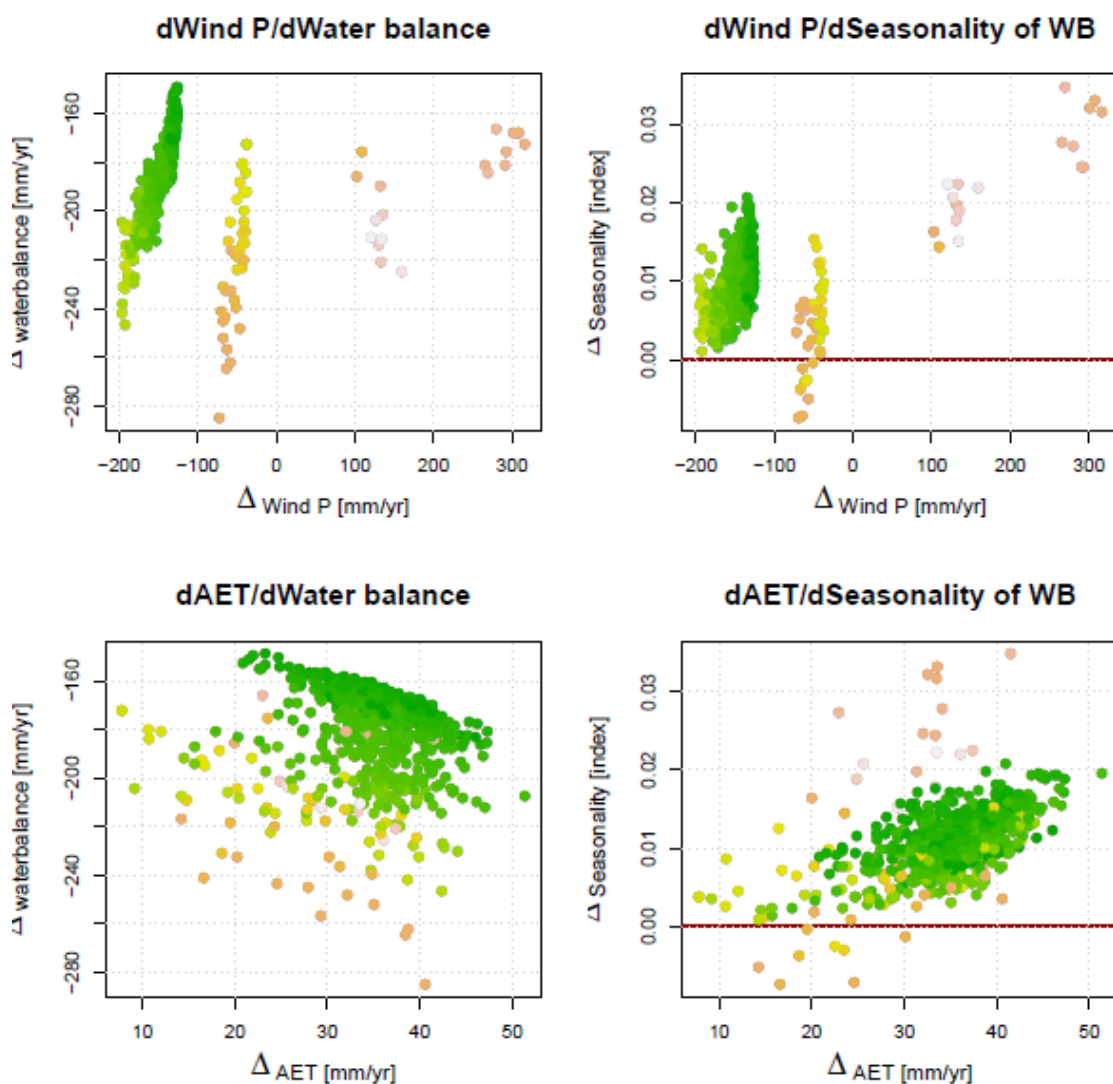 dWind P/dWater balance
Δ waterbalance [mm/yr]
−160
−200
−240
−280
−200 −100 0 100 200 300
Δ Wind P [mm/yr]
dWind P/dSeasonality of WB
Δ Seasonality [index]
0.03
0.02
0.01
0.00
−200 −100 0 100 200 300
Δ Wind P [mm/yr]
dAET/dWater balance
Δ waterbalance [mm/yr]
−160
−200
−240
−280
10 20 30 40 50
Δ AET [mm/yr]
dAET/dSeasonality of WB
Δ Seasonality [index]
0.03
0.02
0.01
0.00
10 20 30 40 50
Δ AET [mm/yr]